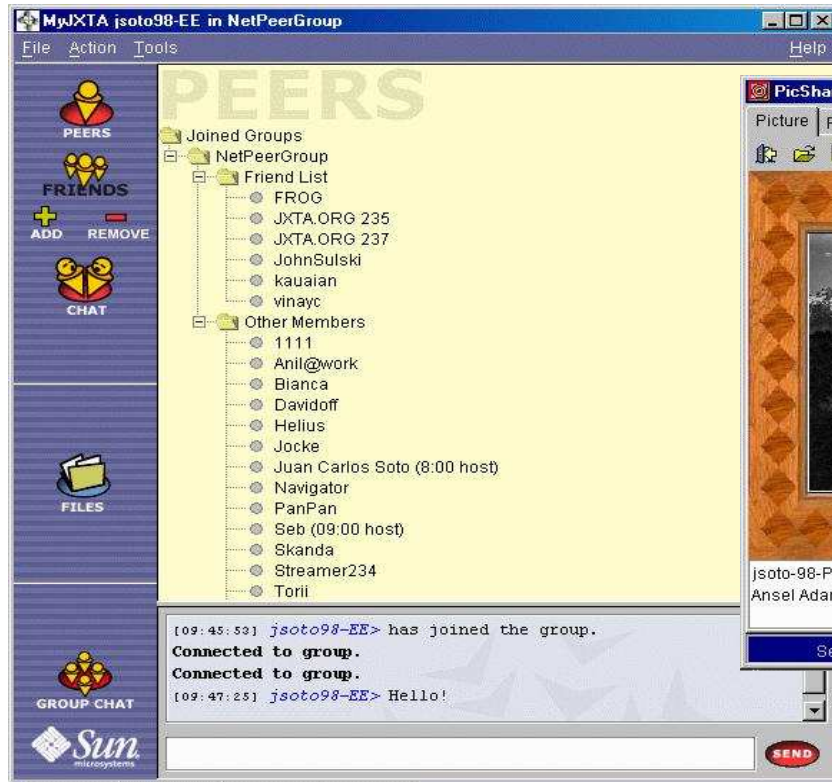 MyJXTA jsoto98-EE in NetPeerGroup
File Action Tools Help
PEERS
FRIENDS
ADD REMOVE
CHAT
FILES
GROUP CHAT
Sun
microsystems
PEERS
Joined Groups
NetPeerGroup
Friend List
FROG
JXTA.ORG 235
JXTA.ORG 237
JohnSulski
kauaian
vinayc
Other Members
1111
Anil@work
Bianca
Davidoff
Helius
Jocke
Juan Carlos Soto (8:00 host)
Navigator
PanPan
Seb (09:00 host)
Skanda
Streamer234
Torii
[09:45:53] jsoto98-EE> has joined the group.
Connected to group.
Connected to group.
[09:47:25] jsoto98-EE> Hello!
SEND
PicSha
Picture
jsoto-98-P
Ansel Adar
Se